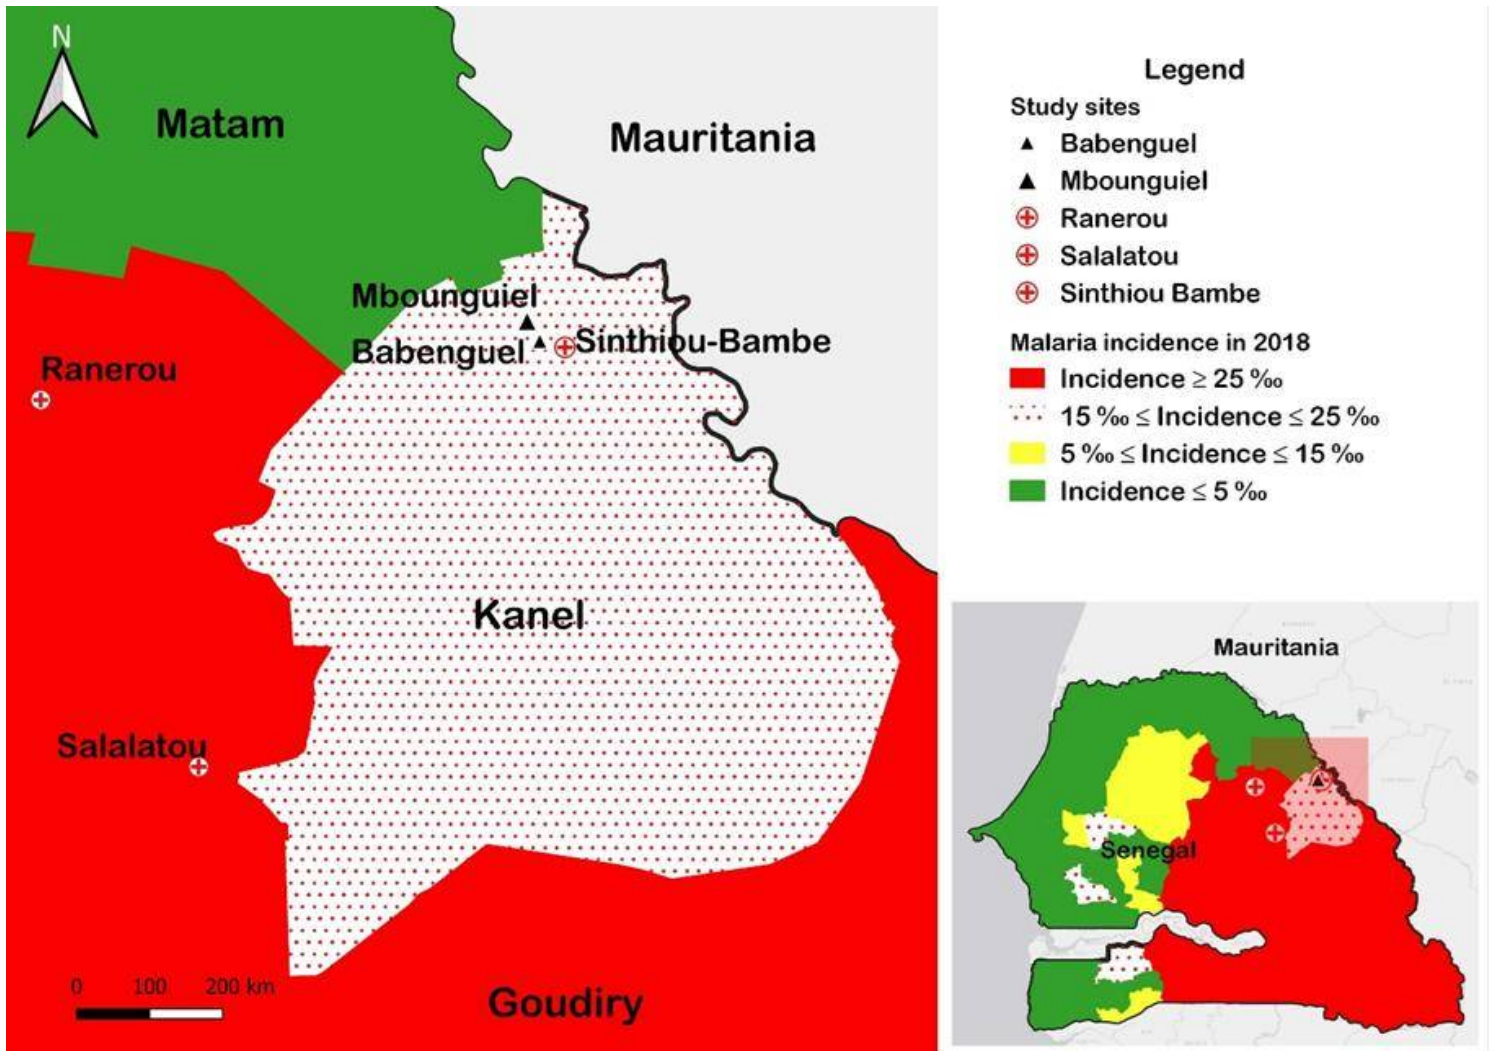 N
Matam
Mauritania
Mbounguiel
Babenguel
Sinthiou-Bambe
Ranerou
Kanel
Salalatou
Goudiry
0 100 200 km
Legend
Study sites
Babenguel
Mbounguiel
Ranerou
Salalatou
Sinthiou Bambe
Malaria incidence in 2018
Incidence ≥ 25 ‰
15 ‰ ≤ Incidence ≤ 25 ‰
5 ‰ ≤ Incidence ≤ 15 ‰
Incidence ≤ 5 ‰
Mauritania
Senegal